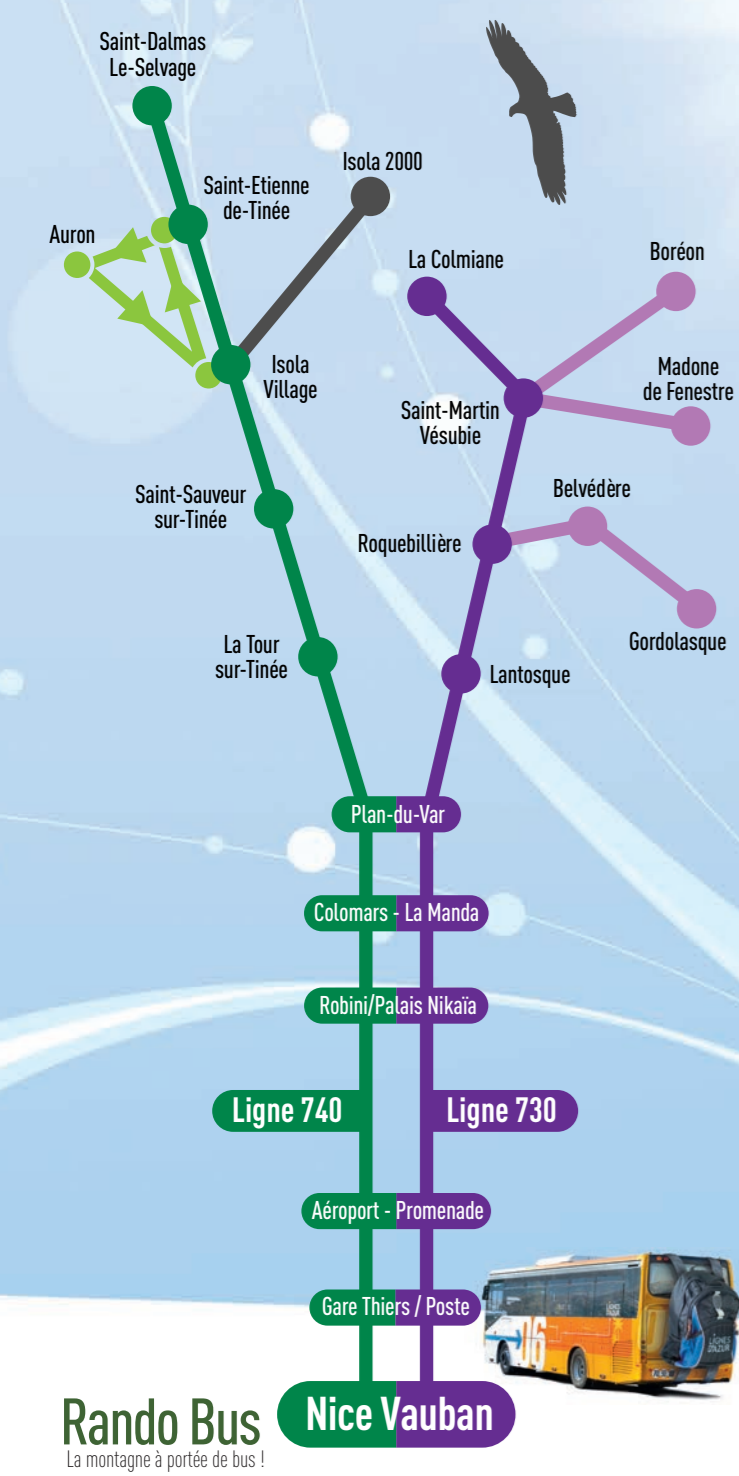 Saint-Dalmas
Le-Selvage
Isola 2000
Saint-Etienne
de-Tinée
Auron
La Colmiane
Boréon
Isola
Village
Madone
de Fenestre
Saint-Martin
Vésubie
Saint-Sauveur
sur-Tinée
Belvédère
Roquebillière
La Tour
sur-Tinée
Gordolasque
Lantosque
Plan-du-Var
Colomars - La Manda
Robini/Palais Nikaïa
Ligne 740
Ligne 730
Aéroport - Promenade
Gare Thiers / Poste
06
LIGNES
D'AZUR
Nice Vauban
Rando Bus
La montagne à portée de bus !